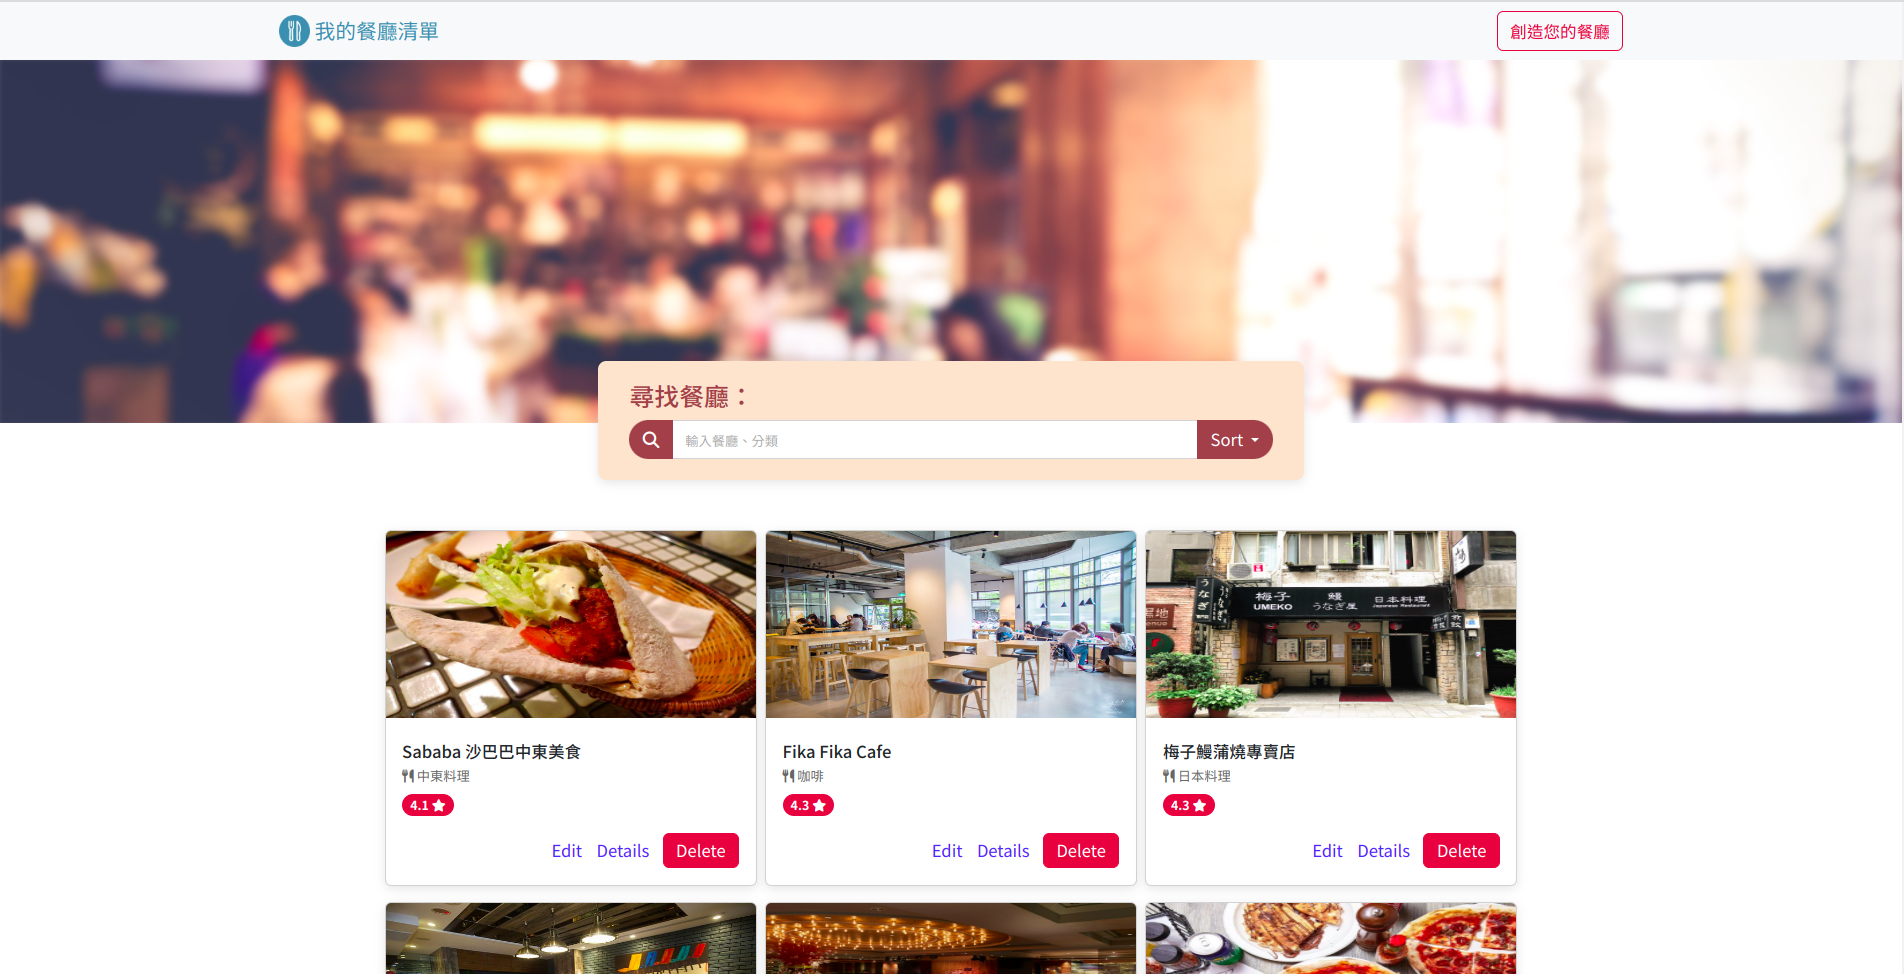 我的餐廳清單
創造您的餐廳
尋找餐廳：
輸入餐廳、分類
Sort
梅子 鰻 日本料理
UMEKO うなぎ屋 Japanese Restaurant
Sababa 沙巴巴中東美食
中東料理
4.1
Edit Details Delete
Fika Fika Cafe
咖啡
4.3
Edit Details Delete
梅子鰻蒲燒專賣店
日本料理
4.3
Edit Details Delete